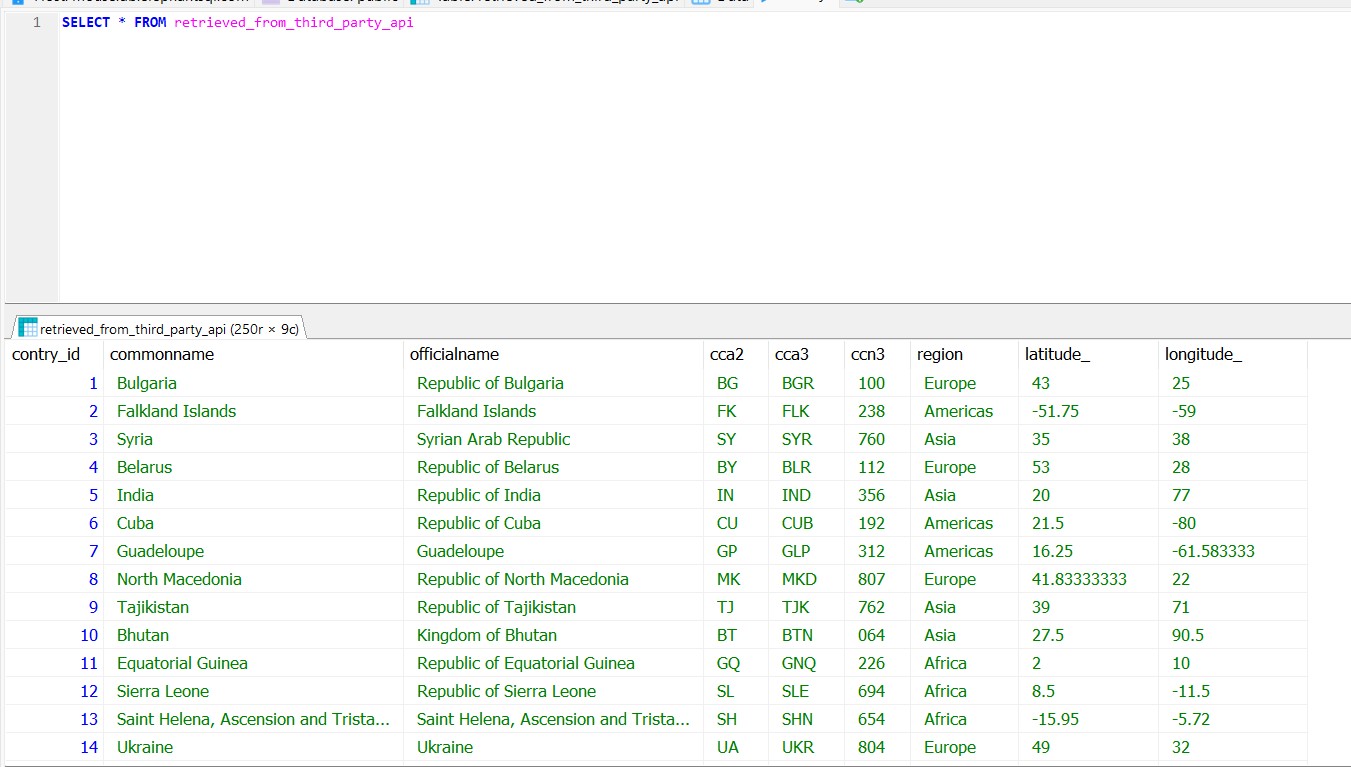 1 SELECT * FROM retrieved_from_third_party_api
retrieved_from_third_party_api (250r × 9c)
contry_id commonname officialname cca2 cca3 ccn3 region latitude_ longitude_
1 Bulgaria Republic of Bulgaria BG BGR 100 Europe 43 25
2 Falkland Islands Falkland Islands FK FLK 238 Americas -51.75 -59
3 Syria Syrian Arab Republic SY SYR 760 Asia 35 38
4 Belarus Republic of Belarus BY BLR 112 Europe 53 28
5 India Republic of India IN IND 356 Asia 20 77
6 Cuba Republic of Cuba CU CUB 192 Americas 21.5 -80
7 Guadeloupe Guadeloupe GP GLP 312 Americas 16.25 -61.583333
8 North Macedonia Republic of North Macedonia MK MKD 807 Europe 41.83333333 22
9 Tajikistan Republic of Tajikistan TJ TJK 762 Asia 39 71
10 Bhutan Kingdom of Bhutan BT BTN 064 Asia 27.5 90.5
11 Equatorial Guinea Republic of Equatorial Guinea GQ GNQ 226 Africa 2 10
12 Sierra Leone Republic of Sierra Leone SL SLE 694 Africa 8.5 -11.5
13 Saint Helena, Ascension and Trista... Saint Helena, Ascension and Trista... SH SHN 654 Africa -15.95 -5.72
14 Ukraine Ukraine UA UKR 804 Europe 49 32